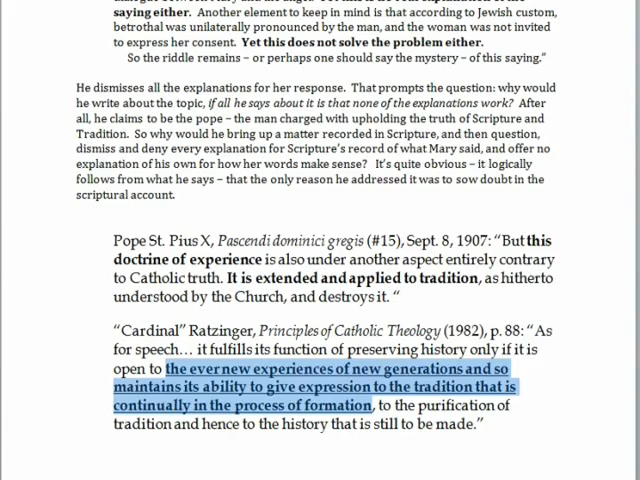 saying either. Another element to keep in mind is that according to Jewish custom,
betrothal was unilaterally pronounced by the man, and the woman was not invited
to express her consent. Yet this does not solve the problem either.
So the riddle remains – or perhaps one should say the mystery – of this saying.”
He dismisses all the explanations for her response. That prompts the question: why would
he write about the topic, if all he says about it is that none of the explanations work? After
all, he claims to be the pope – the man charged with upholding the truth of Scripture and
Tradition. So why would he bring up a matter recorded in Scripture, and then question,
dismiss and deny every explanation for Scripture’s record of what Mary said, and offer no
explanation of his own for how her words make sense? It’s quite obvious – it logically
follows from what he says – that the only reason he addressed it was to sow doubt in the
scriptural account.
Pope St. Pius X, Pascendi dominici gregis (#15), Sept. 8, 1907: “But this
doctrine of experience is also under another aspect entirely contrary
to Catholic truth. It is extended and applied to tradition, as hitherto
understood by the Church, and destroys it. “
“Cardinal” Ratzinger, Principles of Catholic Theology (1982), p. 88: “As
for speech… it fulfills its function of preserving history only if it is
open to the ever new experiences of new generations and so
maintains its ability to give expression to the tradition that is
continually in the process of formation, to the purification of
tradition and hence to the history that is still to be made.”